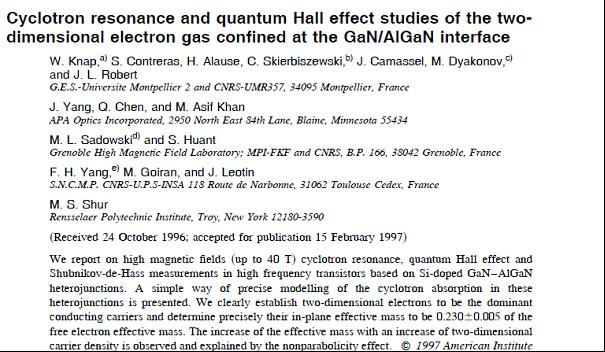 Cyclotron resonance and quantum Hall effect studies of the two-
dimensional electron gas confined at the GaN/AlGaN interface
W. Knap,a) S. Contreras, H. Alause, C. Skierbiszewski,b) J. Camassel, M. Dyakonov,c)
and J. L. Robert
G.E.S.-Universite Montpellier 2 and CNRS-UMR357, 34095 Montpellier, France
J. Yang, Q. Chen, and M. Asif Khan
APA Optics Incorporated, 2950 North East 84th Lane, Blaine, Minnesota 55434
M. L. Sadowskid) and S. Huant
Grenoble High Magnetic Field Laboratory; MPI-FKF and CNRS, B.P. 166, 38042 Grenoble, France
F. H. Yang,e) M. Goiran, and J. Leotin
S.N.C.M.P. CNRS-U.P.S-INSA 118 Route de Narbonne, 31062 Toulouse Cedex, France
M. S. Shur
Rensselaer Polytechnic Institute, Troy, New York 12180-3590
(Received 24 October 1996; accepted for publication 15 February 1997)
We report on high magnetic fields (up to 40 T) cyclotron resonance, quantum Hall effect and
Shubnikov-de-Hass measurements in high frequency transistors based on Si-doped GaN–AlGaN
heterojunctions. A simple way of precise modelling of the cyclotron absorption in these
heterojunctions is presented. We clearly establish two-dimensional electrons to be the dominant
conducting carriers and determine precisely their in-plane effective mass to be 0.230±0.005 of the
free electron effective mass. The increase of the effective mass with an increase of two-dimensional
carrier density is observed and explained by the nonparabolicity effect. © 1997 American Institute